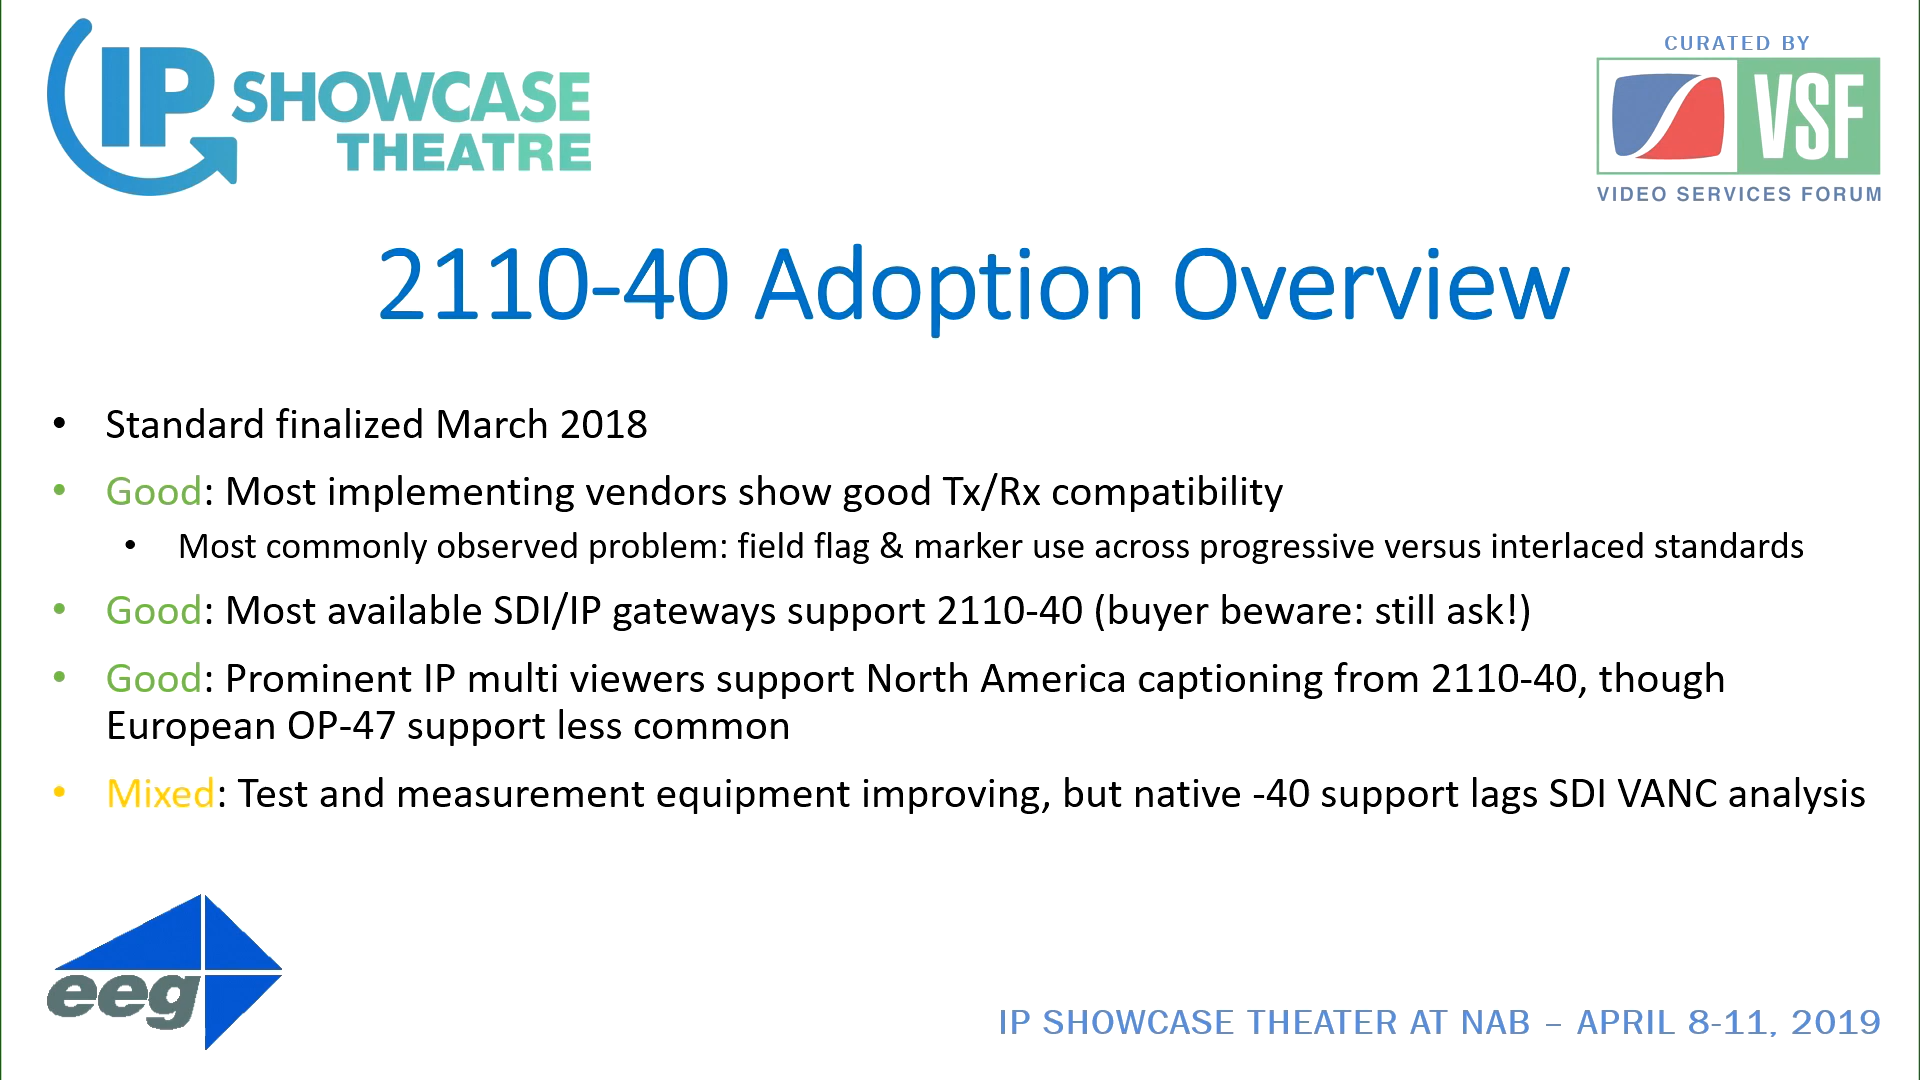 IP SHOWCASE
THEATRE
CURATED BY
VSF
VIDEO SERVICES FORUM
2110-40 Adoption Overview
• Standard finalized March 2018
• Good: Most implementing vendors show good Tx/Rx compatibility
• Most commonly observed problem: field flag & marker use across progressive versus interlaced standards
• Good: Most available SDI/IP gateways support 2110-40 (buyer beware: still ask!)
• Good: Prominent IP multi viewers support North America captioning from 2110-40, though
European OP-47 support less common
• Mixed: Test and measurement equipment improving, but native -40 support lags SDI VANC analysis
eeg
IP SHOWCASE THEATER AT NAB – APRIL 8-11, 2019